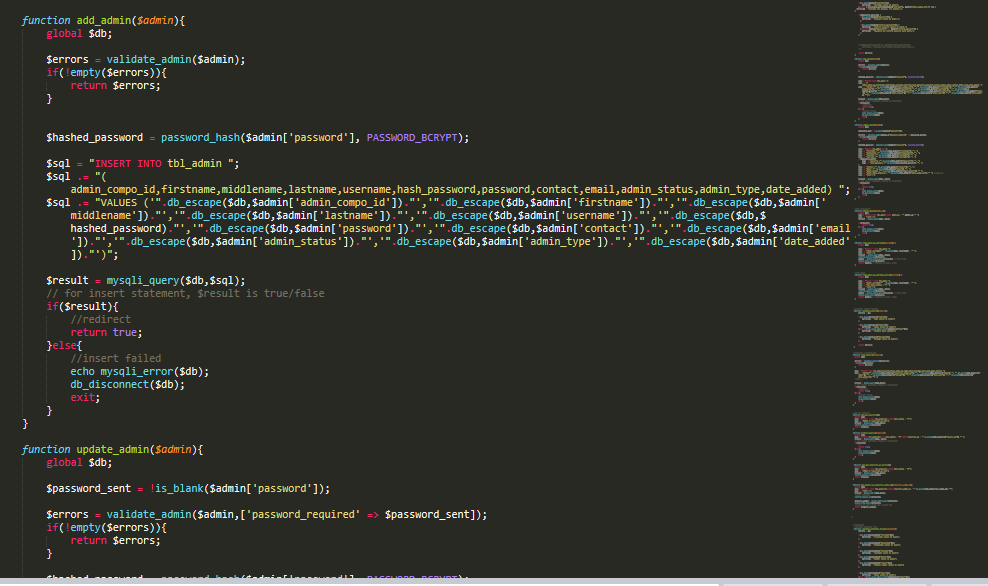 function add_admin($admin){
global $db;
$errors = validate_admin($admin);
if(!empty($errors)){
return $errors;
}
$hashed_password = password_hash($admin['password'], PASSWORD_BCRYPT);
$sql = "INSERT INTO tbl_admin ";
$sql .= "(
admin_compo_id,firstname,middlename,lastname,username,hash_password,password,contact,email,admin_status,admin_type,date_added) ";
$sql .= "VALUES ('".db_escape($db,$admin['admin_compo_id'])."','".db_escape($db,$admin['firstname'])."','".db_escape($db,$admin['
middlename'])."','".db_escape($db,$admin['lastname'])."','".db_escape($db,$admin['username'])."','".db_escape($db,$
hashed_password)."','".db_escape($db,$admin['password'])."','".db_escape($db,$admin['contact'])."','".db_escape($db,$admin['email
'])."','".db_escape($db,$admin['admin_status'])."','".db_escape($db,$admin['admin_type'])."','".db_escape($db,$admin['date_added'
])."')";
$result = mysqli_query($db,$sql);
// for insert statement, $result is true/false
if($result){
//redirect
return true;
}else{
//insert failed
echo mysqli_error($db);
db_disconnect($db);
exit;
}
}
function update_admin($admin){
global $db;
$password_sent = !is_blank($admin['password']);
$errors = validate_admin($admin,['password_required' => $password_sent]);
if(!empty($errors)){
return $errors;
}
$hashed_password = password_hash($admin['password'], PASSWORD_BCRYPT);